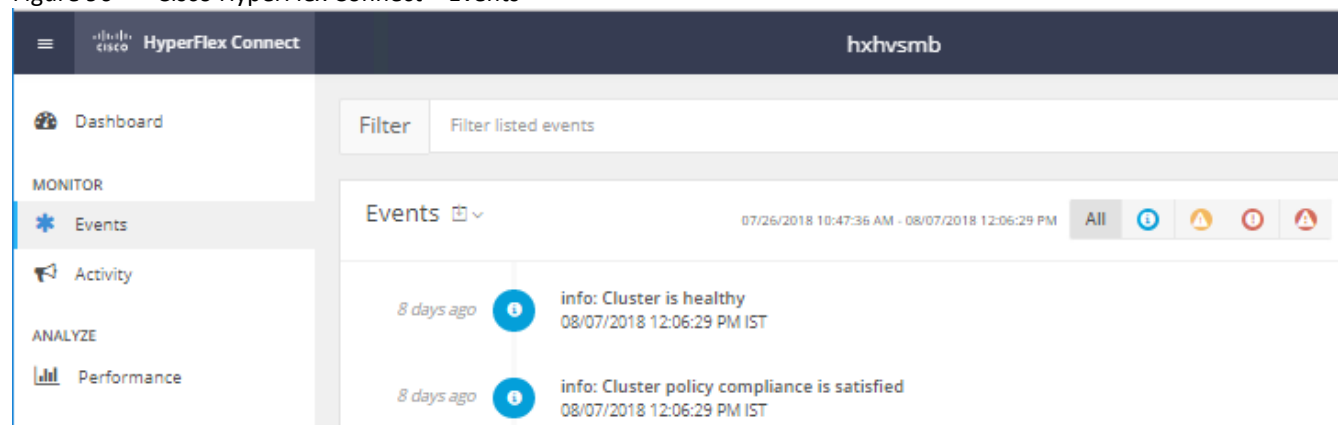 ≡ cisco HyperFlex Connect hxhvsmb
Dashboard
Filter Filter listed events
MONITOR
Events
Events 07/26/2018 10:47:36 AM - 08/07/2018 12:06:29 PM All
Activity
8 days ago info: Cluster is healthy
08/07/2018 12:06:29 PM IST
ANALYZE
Performance
8 days ago info: Cluster policy compliance is satisfied
08/07/2018 12:06:29 PM IST